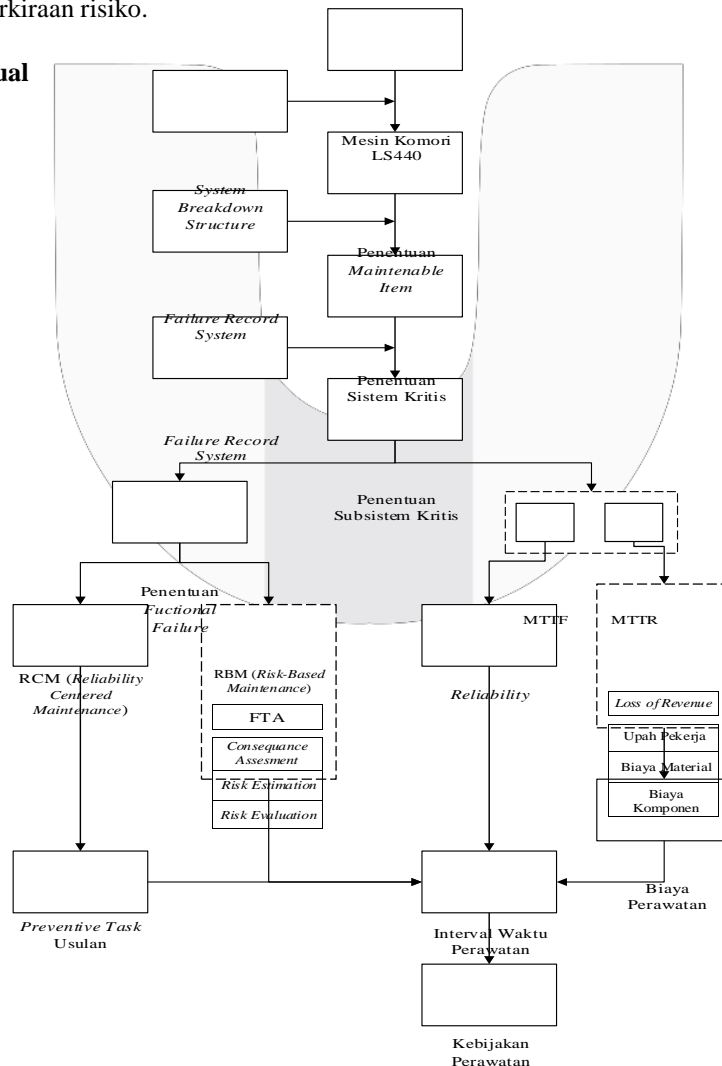 rkiraan risiko.
ual
Mesin Komori
LS440
System
Breakdown
Structure
Penentuan
Maintenable
Item
Failure Record
System
Penentuan
Sistem Kritis
Failure Record
System
Penentuan
Subsistem Kritis
Penentuan
Fuctional
Failure
MTTF
MTTR
RCM (Reliability
Centered
Maintenance)
RBM (Risk-Based
Maintenance)
FTA
Consequance
Assesment
Risk Estimation
Risk Evaluation
Reliability
Loss of Revenue
Upah Pekerja
Biaya Material
Biaya
Komponen
Biaya
Perawatan
Preventive Task
Usulan
Interval Waktu
Perawatan
Kebijakan
Perawatan